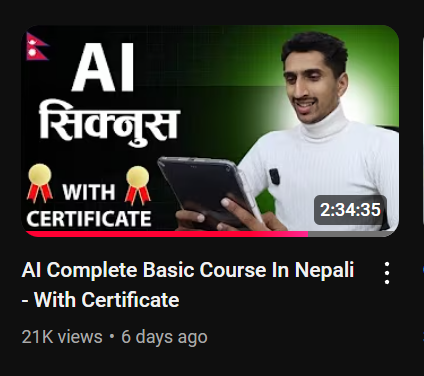 AI
सिक्नुस
WITH
CERTIFICATE
2:34:35
AI Complete Basic Course In Nepali
- With Certificate
21K views • 6 days ago